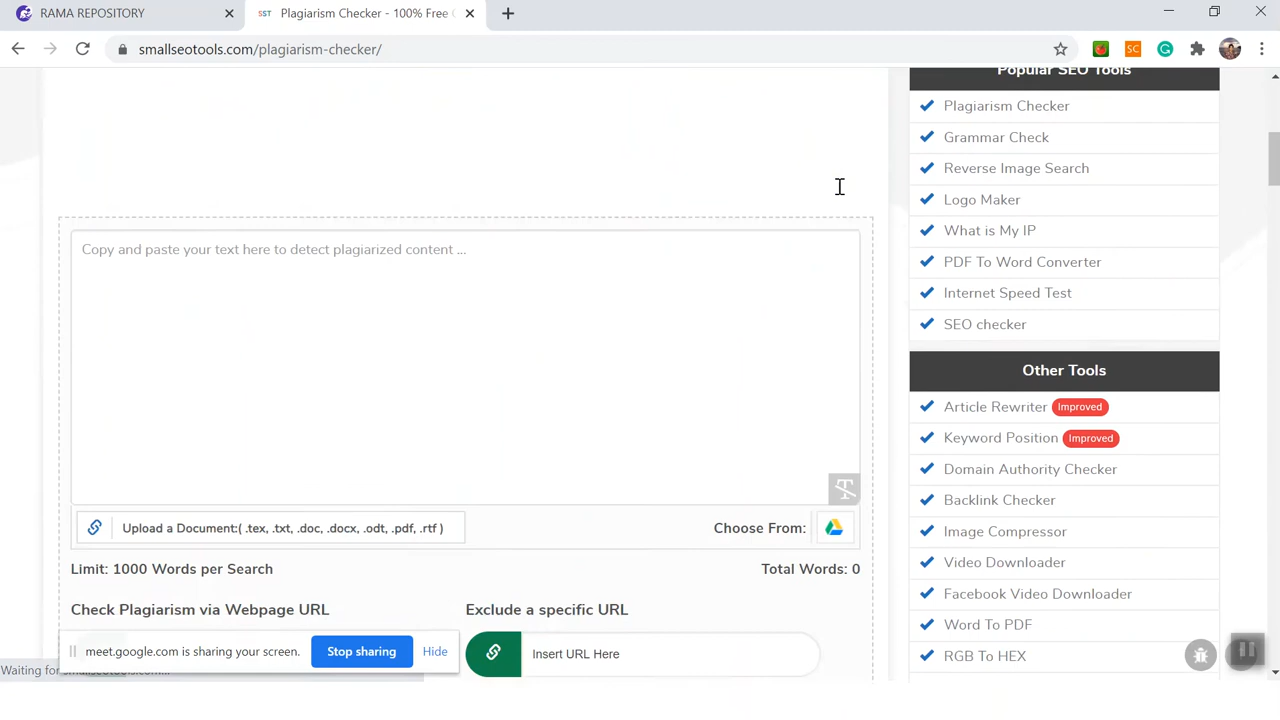 RAMA REPOSITORY
SST Plagiarism Checker - 100% Free
smallseotools.com/plagiarism-checker/
SC
Popular SEO Tools
Plagiarism Checker
Grammar Check
Reverse Image Search
Logo Maker
What is My IP
PDF To Word Converter
Internet Speed Test
SEO checker
Other Tools
Article Rewriter Improved
Keyword Position Improved
Domain Authority Checker
Backlink Checker
Image Compressor
Video Downloader
Facebook Video Downloader
Word To PDF
RGB To HEX
Copy and paste your text here to detect plagiarized content ...
Upload a Document:( .tex, .txt, .doc, .docx, .odt, .pdf, .rtf )
Choose From:
Limit: 1000 Words per Search
Total Words: 0
Check Plagiarism via Webpage URL
Exclude a specific URL
Insert URL Here
meet.google.com is sharing your screen.
Stop sharing
Hide
Waiting for